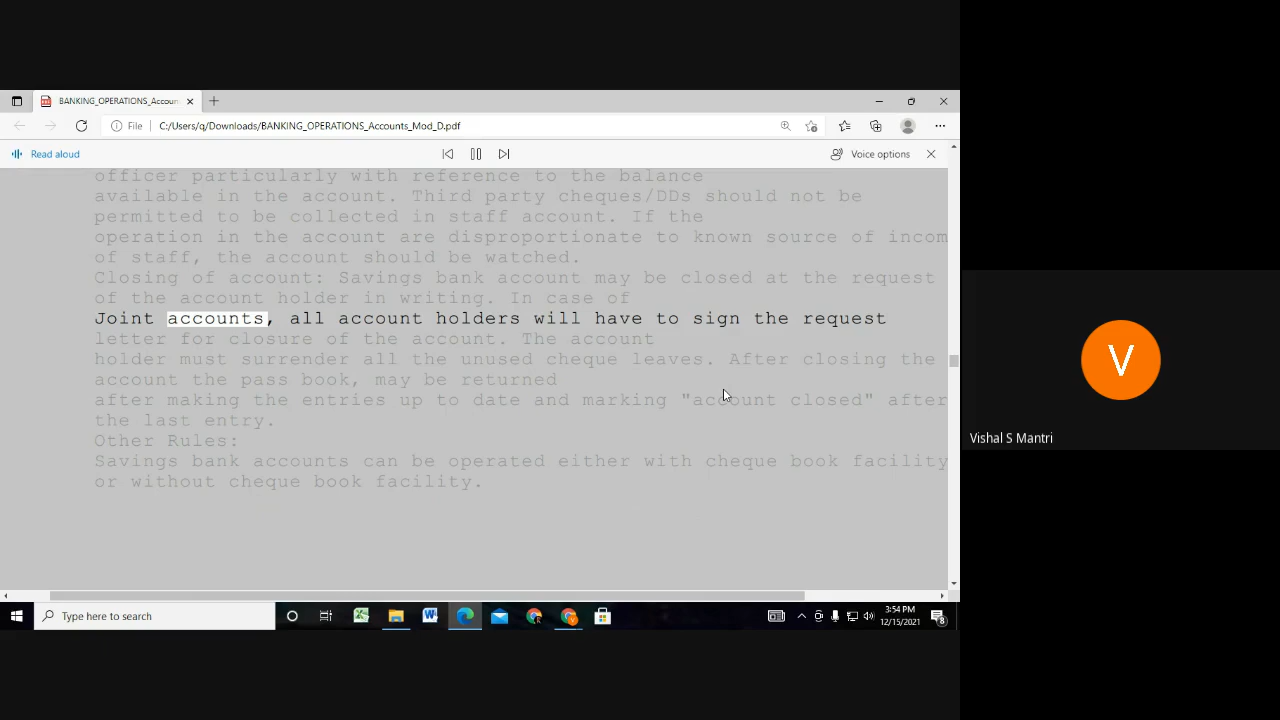 BANKING_OPERATIONS_Accoun
File
C:/Users/q/Downloads/BANKING_OPERATIONS_Accounts_Mod_D.pdf
Read aloud
Voice options
officer particularly with reference to the balance
available in the account. Third party cheques/DDs should not be
permitted to be collected in staff account. If the
operation in the account are disproportionate to known source of incom
of staff, the account should be watched.
Closing of account: Savings bank account may be closed at the request
of the account holder in writing. In case of
Joint accounts, all account holders will have to sign the request
letter for closure of the account. The account
holder must surrender all the unused cheque leaves. After closing the
account the pass book, may be returned
after making the entries up to date and marking "account closed" after
the last entry.
Other Rules:
Savings bank accounts can be operated either with cheque book facility
or without cheque book facility.
V
Vishal S Mantri
Type here to search
3:54 PM
12/15/2021
8